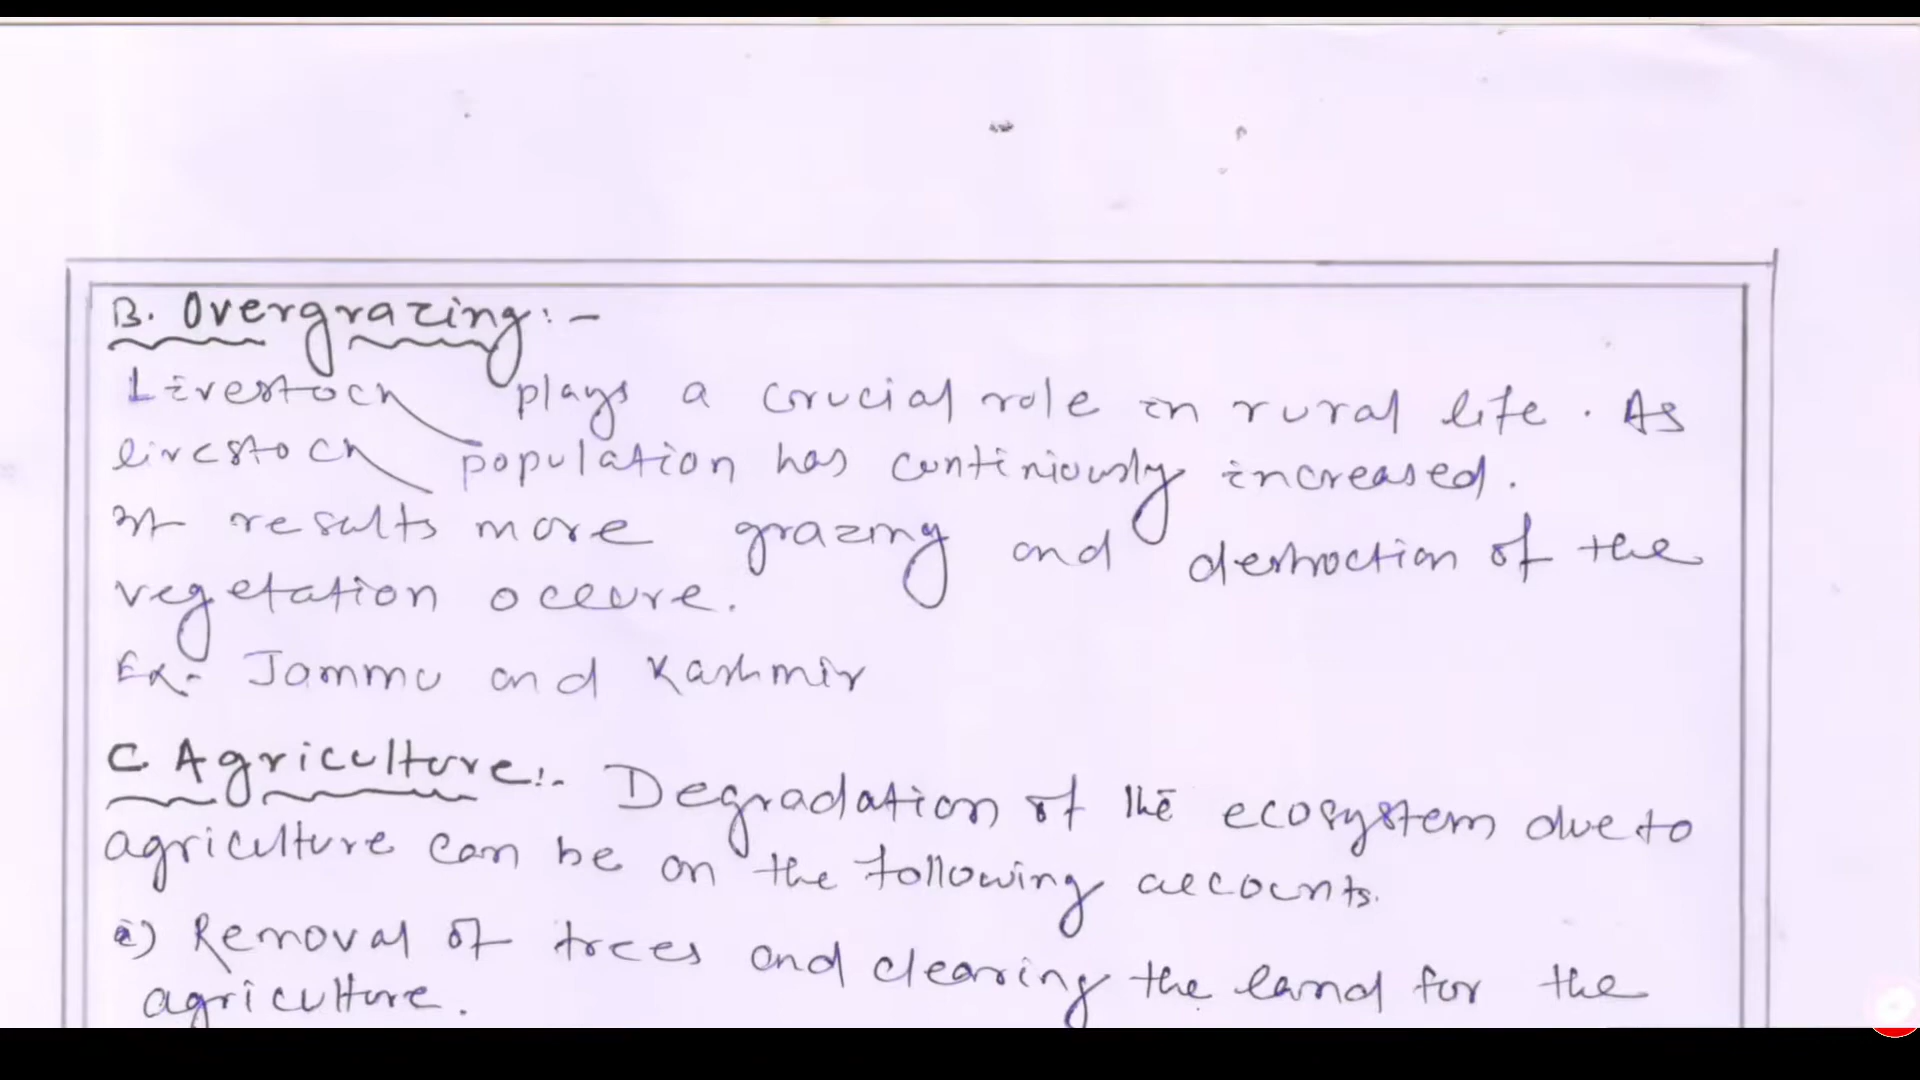 B. Overgrazing:-
Livestock plays a crucial role in rural life. As
livestock population has continiously increased.
It results more grazing and destruction of the
vegetation occure.
Ex.- Jammu and Kashmir
C Agriculture:- Degradation of the ecosystem due to
agriculture can be on the following accounts.
a) Removal of trees and clearing the land for the
agriculture.